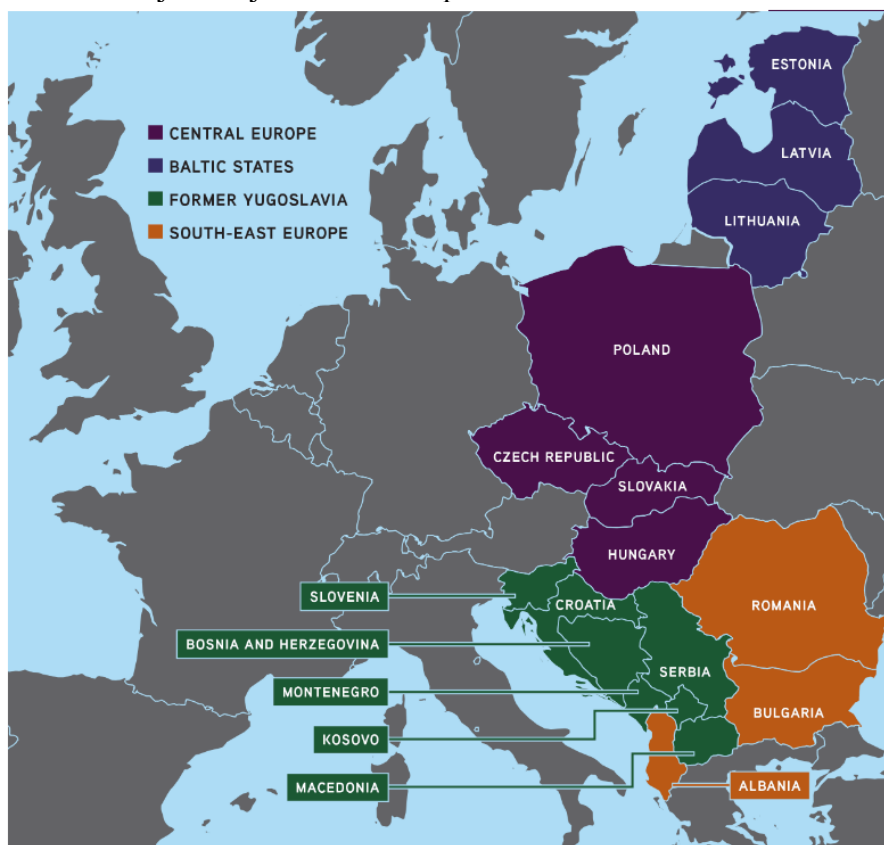 ESTONIA
CENTRAL EUROPE
BALTIC STATES
LATVIA
FORMER YUGOSLAVIA
LITHUANIA
SOUTH-EAST EUROPE
POLAND
CZECH REPUBLIC
SLOVAKIA
HUNGARY
SLOVENIA
CROATIA
ROMANIA
BOSNIA AND HERZEGOVINA
SERBIA
MONTENEGRO
BULGARIA
KOSOVO
MACEDONIA
ALBANIA